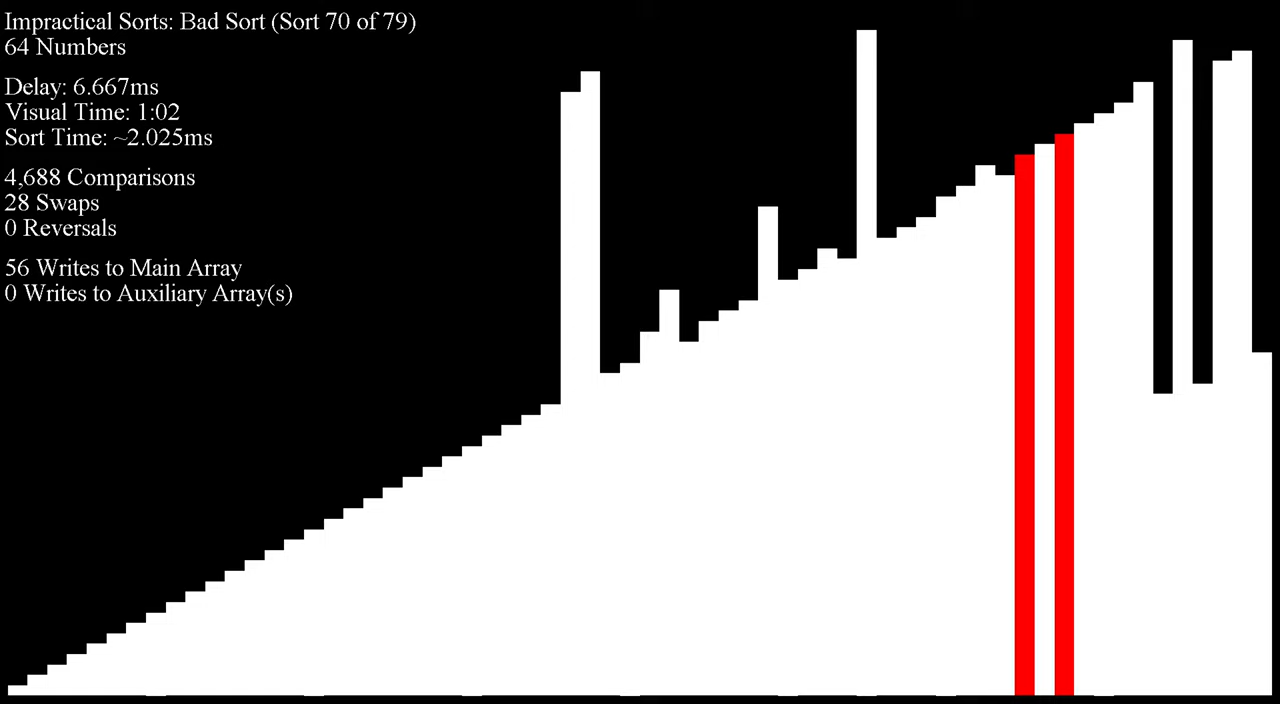 Impractical Sorts: Bad Sort (Sort 70 of 79)
64 Numbers
Delay: 6.667ms
Visual Time: 1:02
Sort Time: ~2.025ms
4,688 Comparisons
28 Swaps
0 Reversals
56 Writes to Main Array
0 Writes to Auxiliary Array(s)